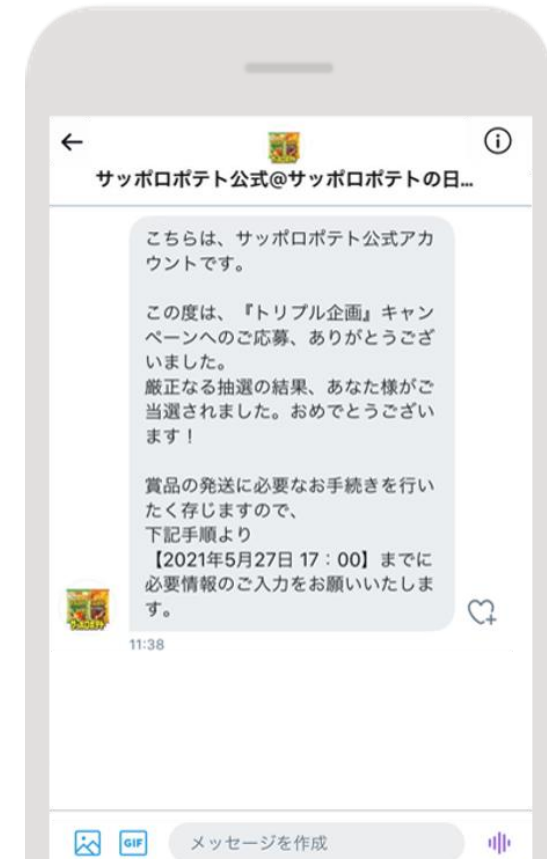 サッポロポテト公式@サッポロポテトの日...
こちらは、サッポロポテト公式アカ
ウントです。
この度は、『トリプル企画』キャン
ペーンへのご応募、ありがとうござ
いました。
厳正なる抽選の結果、あなた様がご
当選されました。おめでとうござい
ます！
賞品の発送に必要なお手続きを行い
たく存じますので、
下記手順より
【2021年5月27日 17：00】までに
必要情報のご入力をお願いいたしま
す。
サッポロポテト
11:38
GIF
メッセージを作成